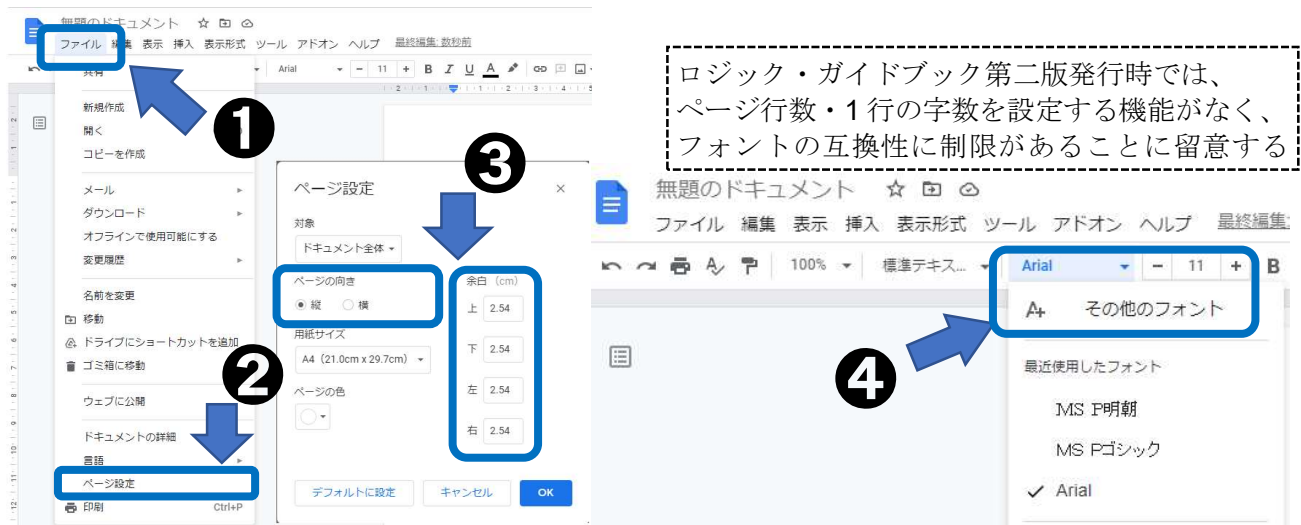 無題のドキュメント
ファイル 編集 表示 挿入 表示形式 ツール アドオン ヘルプ 最終編集: 数秒前
Arial - 11 + B I U A
共有
新規作成
開く
コピーを作成
メール
ダウンロード
オフラインで使用可能にする
変更履歴
名前を変更
移動
ドライブにショートカットを追加
ゴミ箱に移動
ウェブに公開
ドキュメントの詳細
言語
ページ設定
印刷 Ctrl+P
❶
❷
❸
ページ設定 ×
対象
ドキュメント全体
ページの向き
縦 横
用紙サイズ
A4（21.0cm x 29.7cm）
ページの色
余白（cm）
上 2.54
下 2.54
左 2.54
右 2.54
デフォルトに設定 キャンセル OK
ロジック・ガイドブック第二版発行時では、
ページ行数・1 行の字数を設定する機能がなく、
フォントの互換性に制限があることに留意する
無題のドキュメント
ファイル 編集 表示 挿入 表示形式 ツール アドオン ヘルプ 最終編集:
100% 標準テキス... Arial - 11 + B
❹
A+ その他のフォント
最近使用したフォント
MS P明朝
MS Pゴシック
✓ Arial